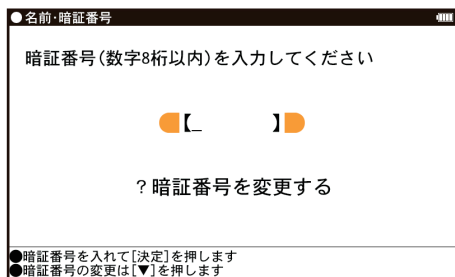 ●名前･暗証番号
暗証番号(数字8桁以内)を入力してください
【_ 】
？暗証番号を変更する
●暗証番号を入れて[決定]を押します
●暗証番号の変更は[▼]を押します